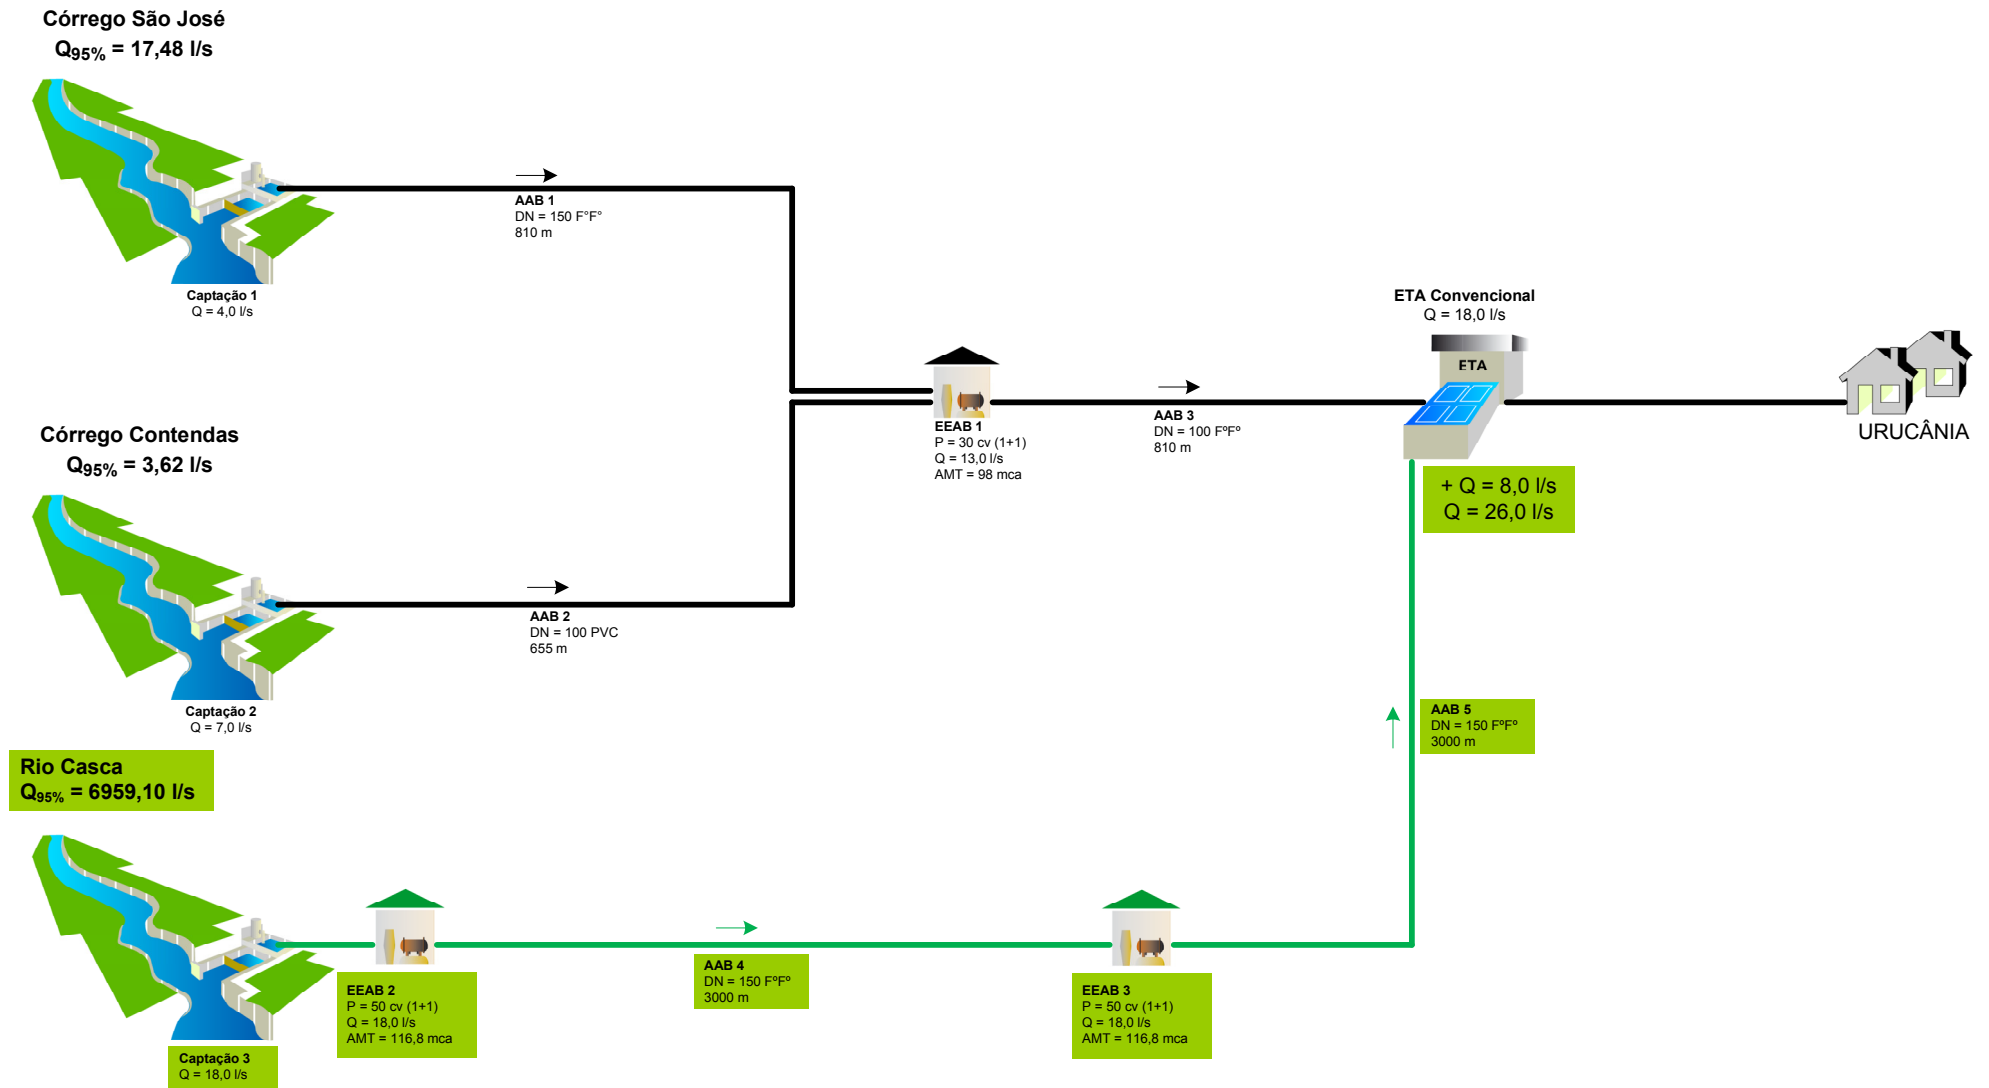 Córrego São José
Q95% = 17,48 l/s
AAB 1
DN = 150 F°F°
810 m
Captação 1
Q = 4,0 l/s
ETA Convencional
Q = 18,0 l/s
ETA
URUCÂNIA
EEAB 1
P = 30 cv (1+1)
Q = 13,0 l/s
AMT = 98 mca
AAB 3
DN = 100 FºFº
810 m
Córrego Contendas
Q95% = 3,62 l/s
+ Q = 8,0 l/s
Q = 26,0 l/s
AAB 2
DN = 100 PVC
655 m
Captação 2
Q = 7,0 l/s
AAB 5
DN = 150 FºFº
3000 m
Rio Casca
Q95% = 6959,10 l/s
EEAB 2
P = 50 cv (1+1)
Q = 18,0 l/s
AMT = 116,8 mca
AAB 4
DN = 150 FºFº
3000 m
EEAB 3
P = 50 cv (1+1)
Q = 18,0 l/s
AMT = 116,8 mca
Captação 3
Q = 18,0 l/s